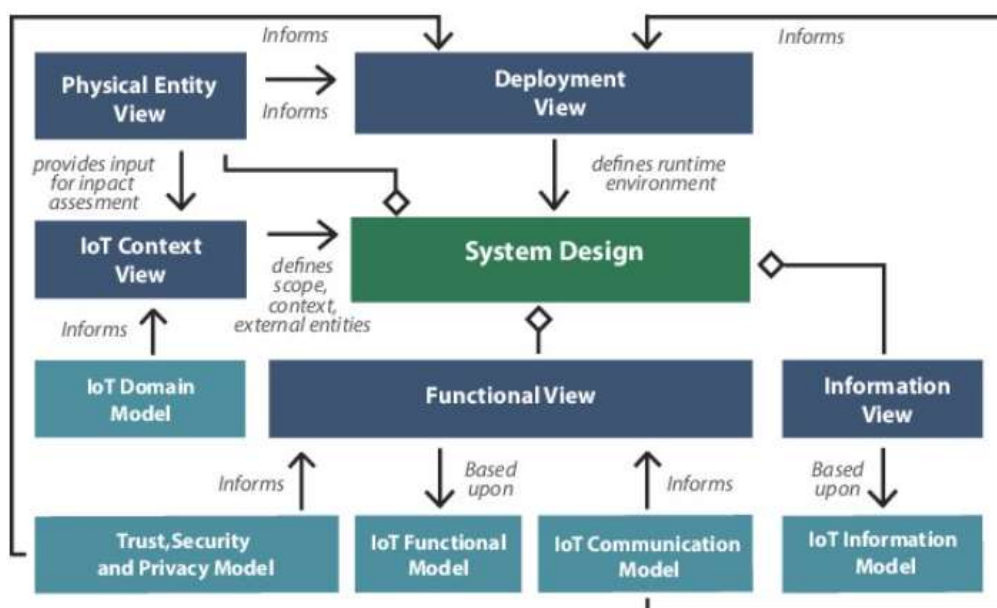 Informs
Informs
Physical Entity
View
Informs
Deployment
View
provides input
for inpact
assesment
defines runtime
environment
IoT Context
View
defines
scope,
context,
external entities
System Design
Informs
IoT Domain
Model
Functional View
Information
View
Informs
Based
upon
Informs
Based
upon
Trust,Security
and Privacy Model
IoT Functional
Model
IoT Communication
Model
IoT Information
Model